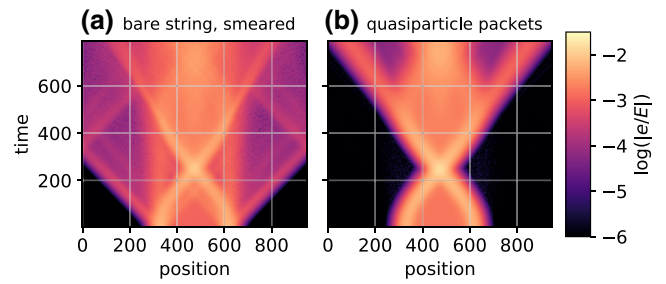 (a) bare string, smeared
(b) quasiparticle packets
600
400
200
time
0 200 400 600 800
position
0 200 400 600 800
position
−2
−3
−4
−5
−6
log(|e/E|)